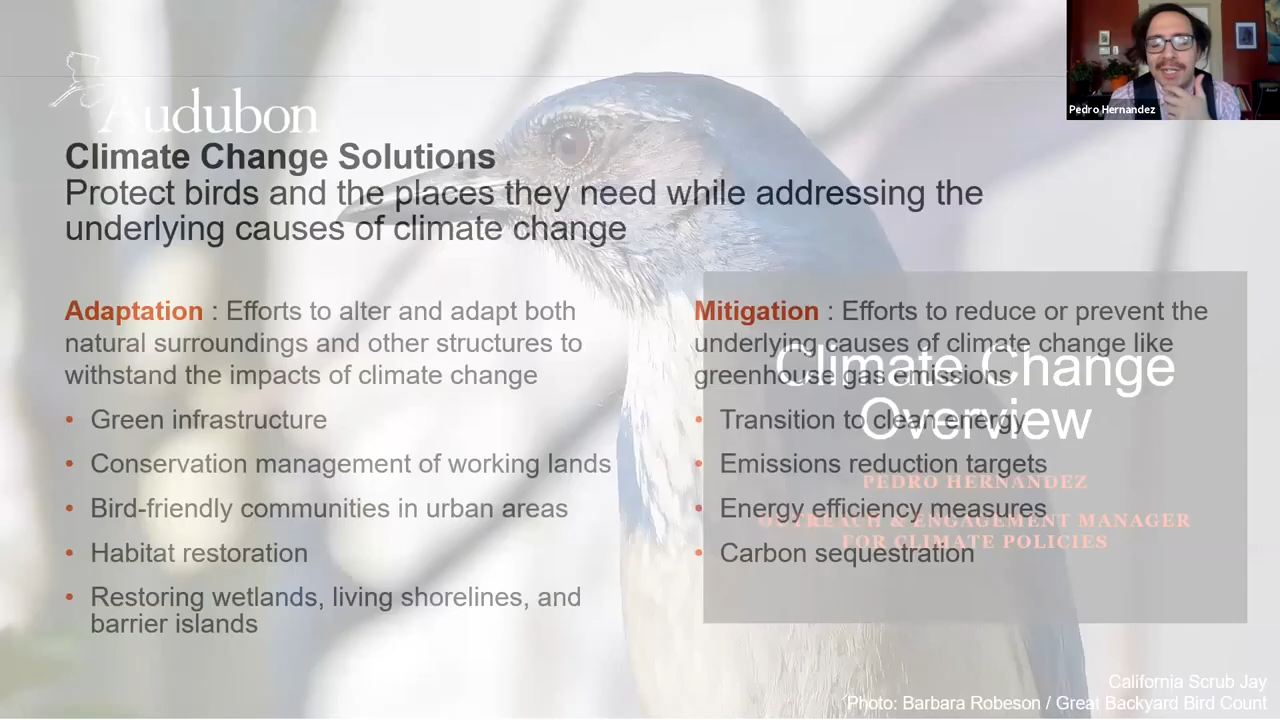 Audubon
Climate Change Solutions
Protect birds and the places they need while addressing the
underlying causes of climate change
Adaptation : Efforts to alter and adapt both
natural surroundings and other structures to
withstand the impacts of climate change
• Green infrastructure
• Conservation management of working lands
• Bird-friendly communities in urban areas
• Habitat restoration
• Restoring wetlands, living shorelines, and
barrier islands
Mitigation : Efforts to reduce or prevent the
underlying causes of climate change like
greenhouse gas emissions
• Transition to clean energy
• Emissions reduction targets
• Energy efficiency measures
• Carbon sequestration
Climate Change
Overview
PEDRO HERNANDEZ
OUTREACH & ENGAGEMENT MANAGER
FOR CLIMATE POLICIES
Pedro Hernandez
California Scrub Jay
Photo: Barbara Robeson / Great Backyard Bird Count